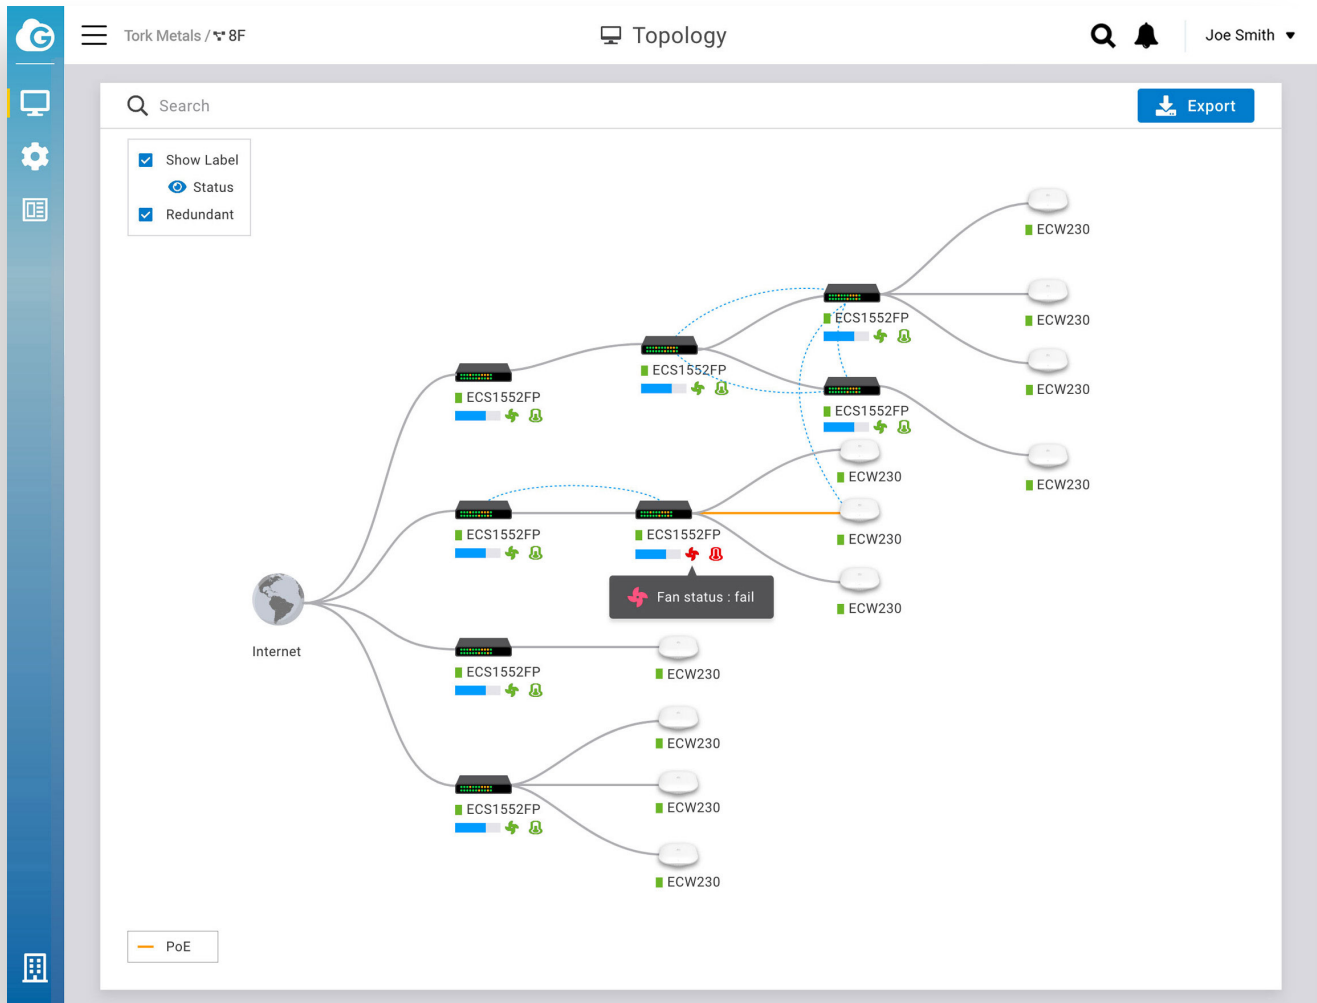 G
Tork Metals / 8F
Topology
Joe Smith
Search
Export
Show Label
Status
Redundant
ECW230
ECW230
ECS1552FP
ECS1552FP
ECW230
ECS1552FP
ECS1552FP
ECW230
ECW230
ECS1552FP
ECS1552FP
ECW230
Fan status : fail
ECW230
Internet
ECS1552FP
ECW230
ECW230
ECS1552FP
ECW230
ECW230
PoE